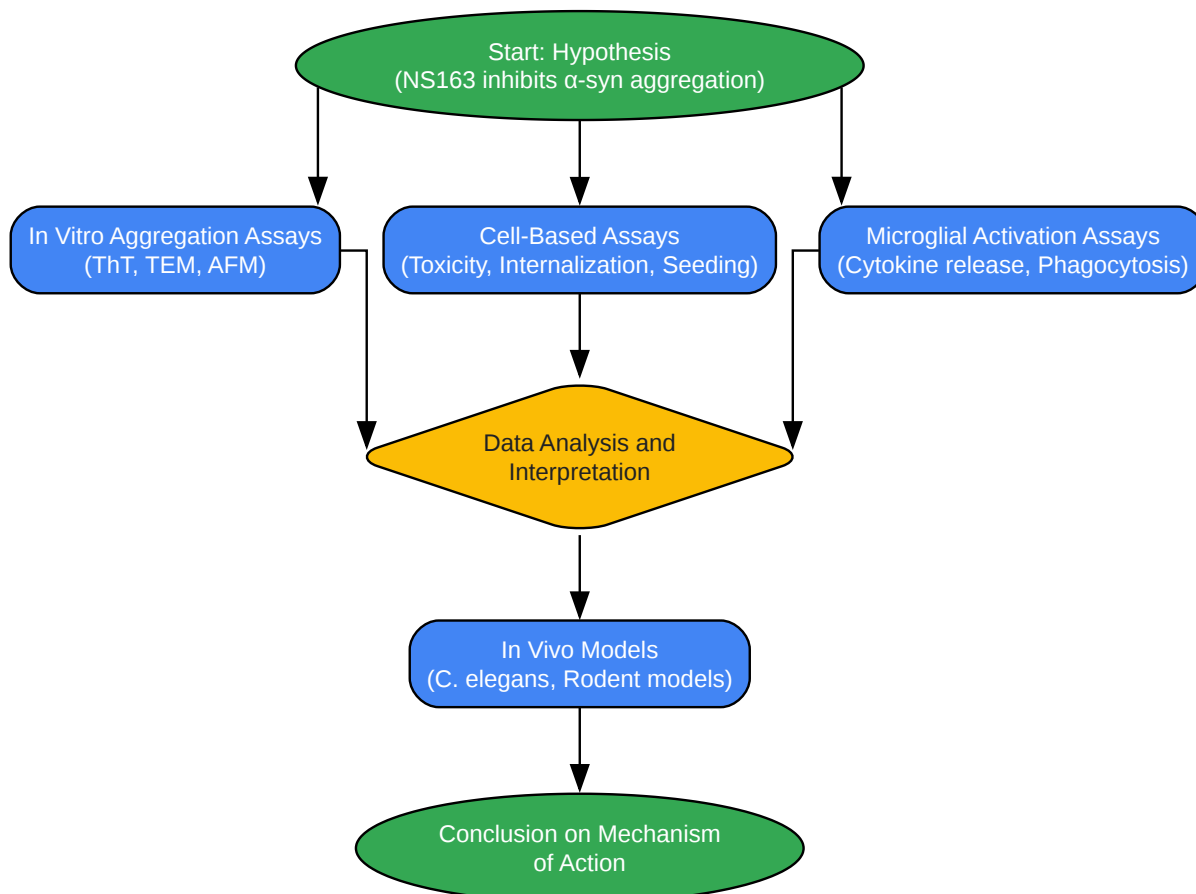 Start: Hypothesis
(NS163 inhibits α-syn aggregation)
In Vitro Aggregation Assays
(ThT, TEM, AFM)
Cell-Based Assays
(Toxicity, Internalization, Seeding)
Microglial Activation Assays
(Cytokine release, Phagocytosis)
Data Analysis and
Interpretation
In Vivo Models
(C. elegans, Rodent models)
Conclusion on Mechanism
of Action